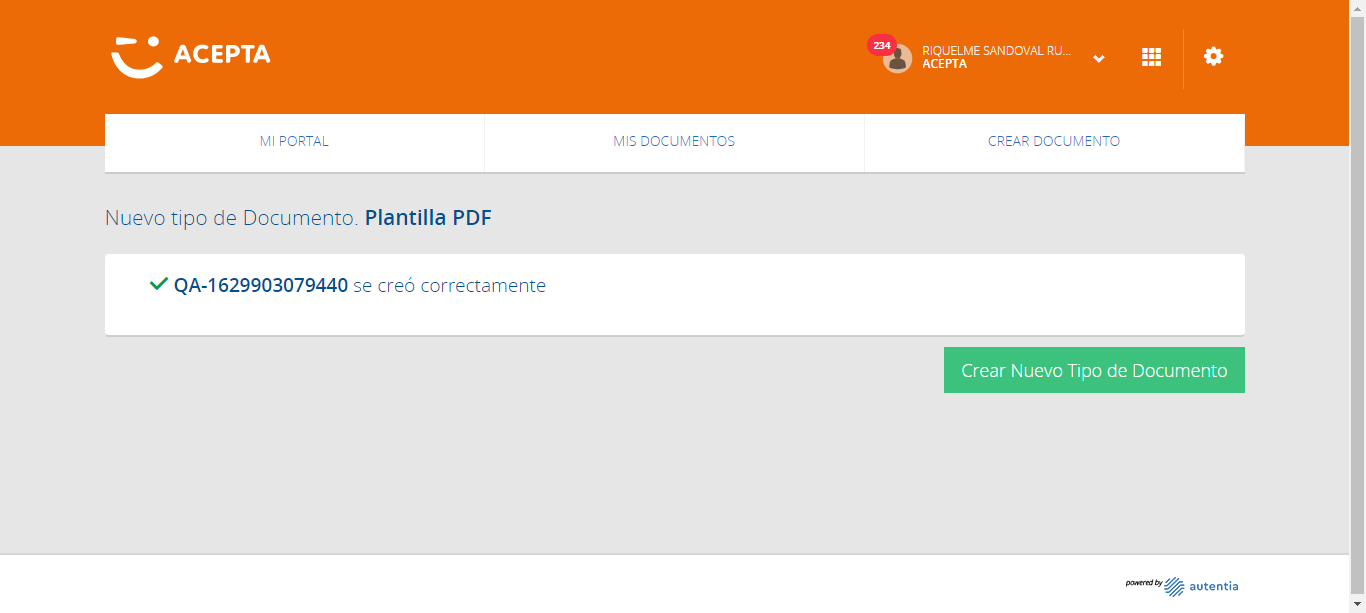 ACEPTA
234
RIQUELME SANDOVAL RU...
ACEPTA
MI PORTAL
MIS DOCUMENTOS
CREAR DOCUMENTO
Nuevo tipo de Documento. Plantilla PDF
QA-1629903079440 se creó correctamente
Crear Nuevo Tipo de Documento
powered by autentia